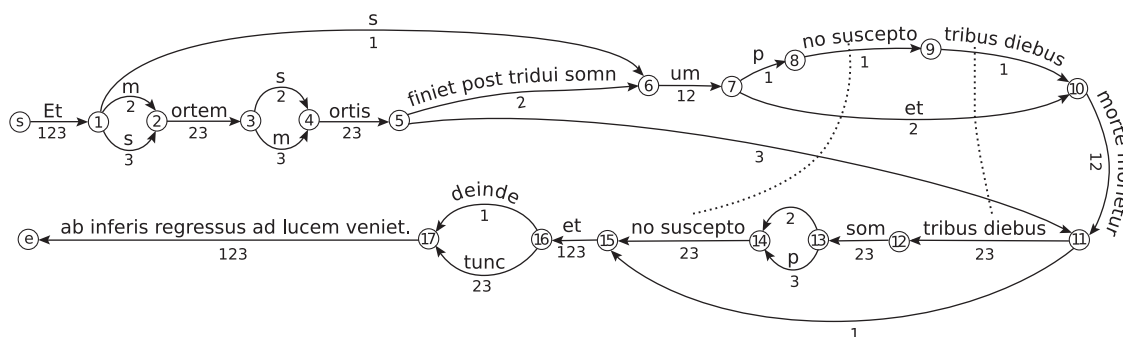 s
1
m
s
no suscepto
tribus diebus
p
finiet post tridui somn
um
8
1
9
1
s
6
12
7
1
10
Et
2
ortem
2
ortis
2
et
s
123
1
s
2
23
3
m
4
23
5
2
morte morietur
3
3
3
12
deinde
ab inferis regressus ad lucem veniet.
1
et
no suscepto
2
som
tribus diebus
e
17
16
15
14
13
12
11
123
tunc
123
23
p
23
23
23
3
1